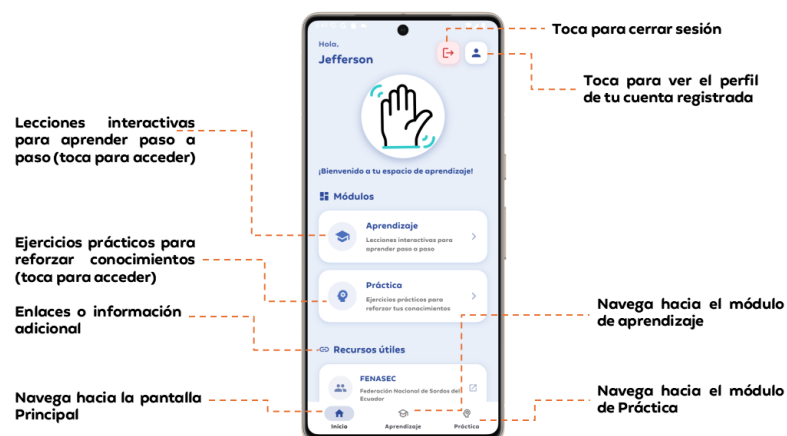 Toca para cerrar sesión
Toca para ver el perfil
de tu cuenta registrada
Lecciones interactivas
para aprender paso a
paso (toca para acceder)
Ejercicios prácticos para
reforzar conocimientos
(toca para acceder)
Enlaces o información
adicional
Navega hacia la pantalla
Principal
Hola,
Jefferson
¡Bienvenido a tu espacio de aprendizaje!
Módulos
Aprendizaje
Lecciones interactivas para
aprender paso a paso
Práctica
Ejercicios prácticos para
reforzar tus conocimientos
Recursos útiles
FENASEC
Federación Nacional de Sordos del
Ecuador
Inicio
Aprendizaje
Práctica
Navega hacia el módulo
de aprendizaje
Navega hacia el módulo
de Práctica